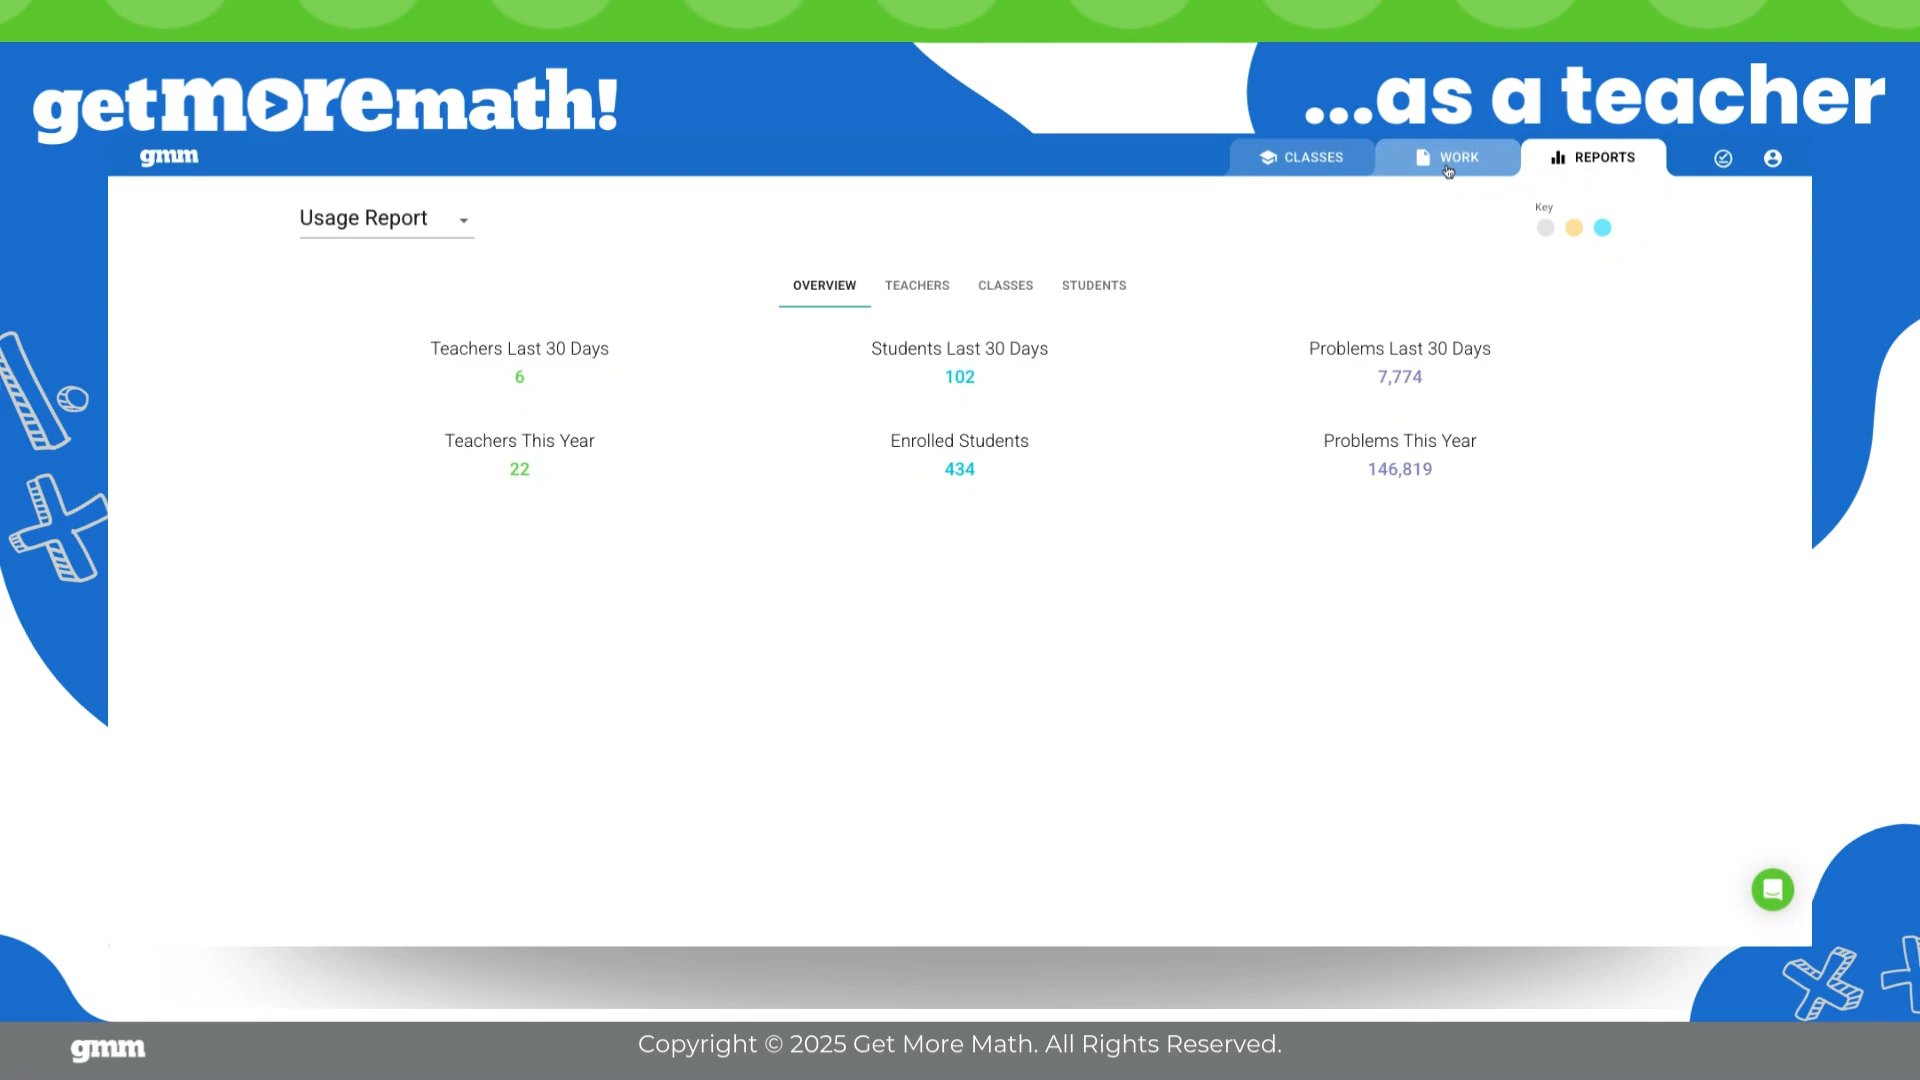 getmoremath!
...as a teacher
gmm
CLASSES
WORK
REPORTS
Usage Report
Key
OVERVIEW
TEACHERS
CLASSES
STUDENTS
Teachers Last 30 Days
Students Last 30 Days
Problems Last 30 Days
6
102
7,774
Teachers This Year
Enrolled Students
Problems This Year
22
434
146,819
gmm
Copyright © 2025 Get More Math. All Rights Reserved.